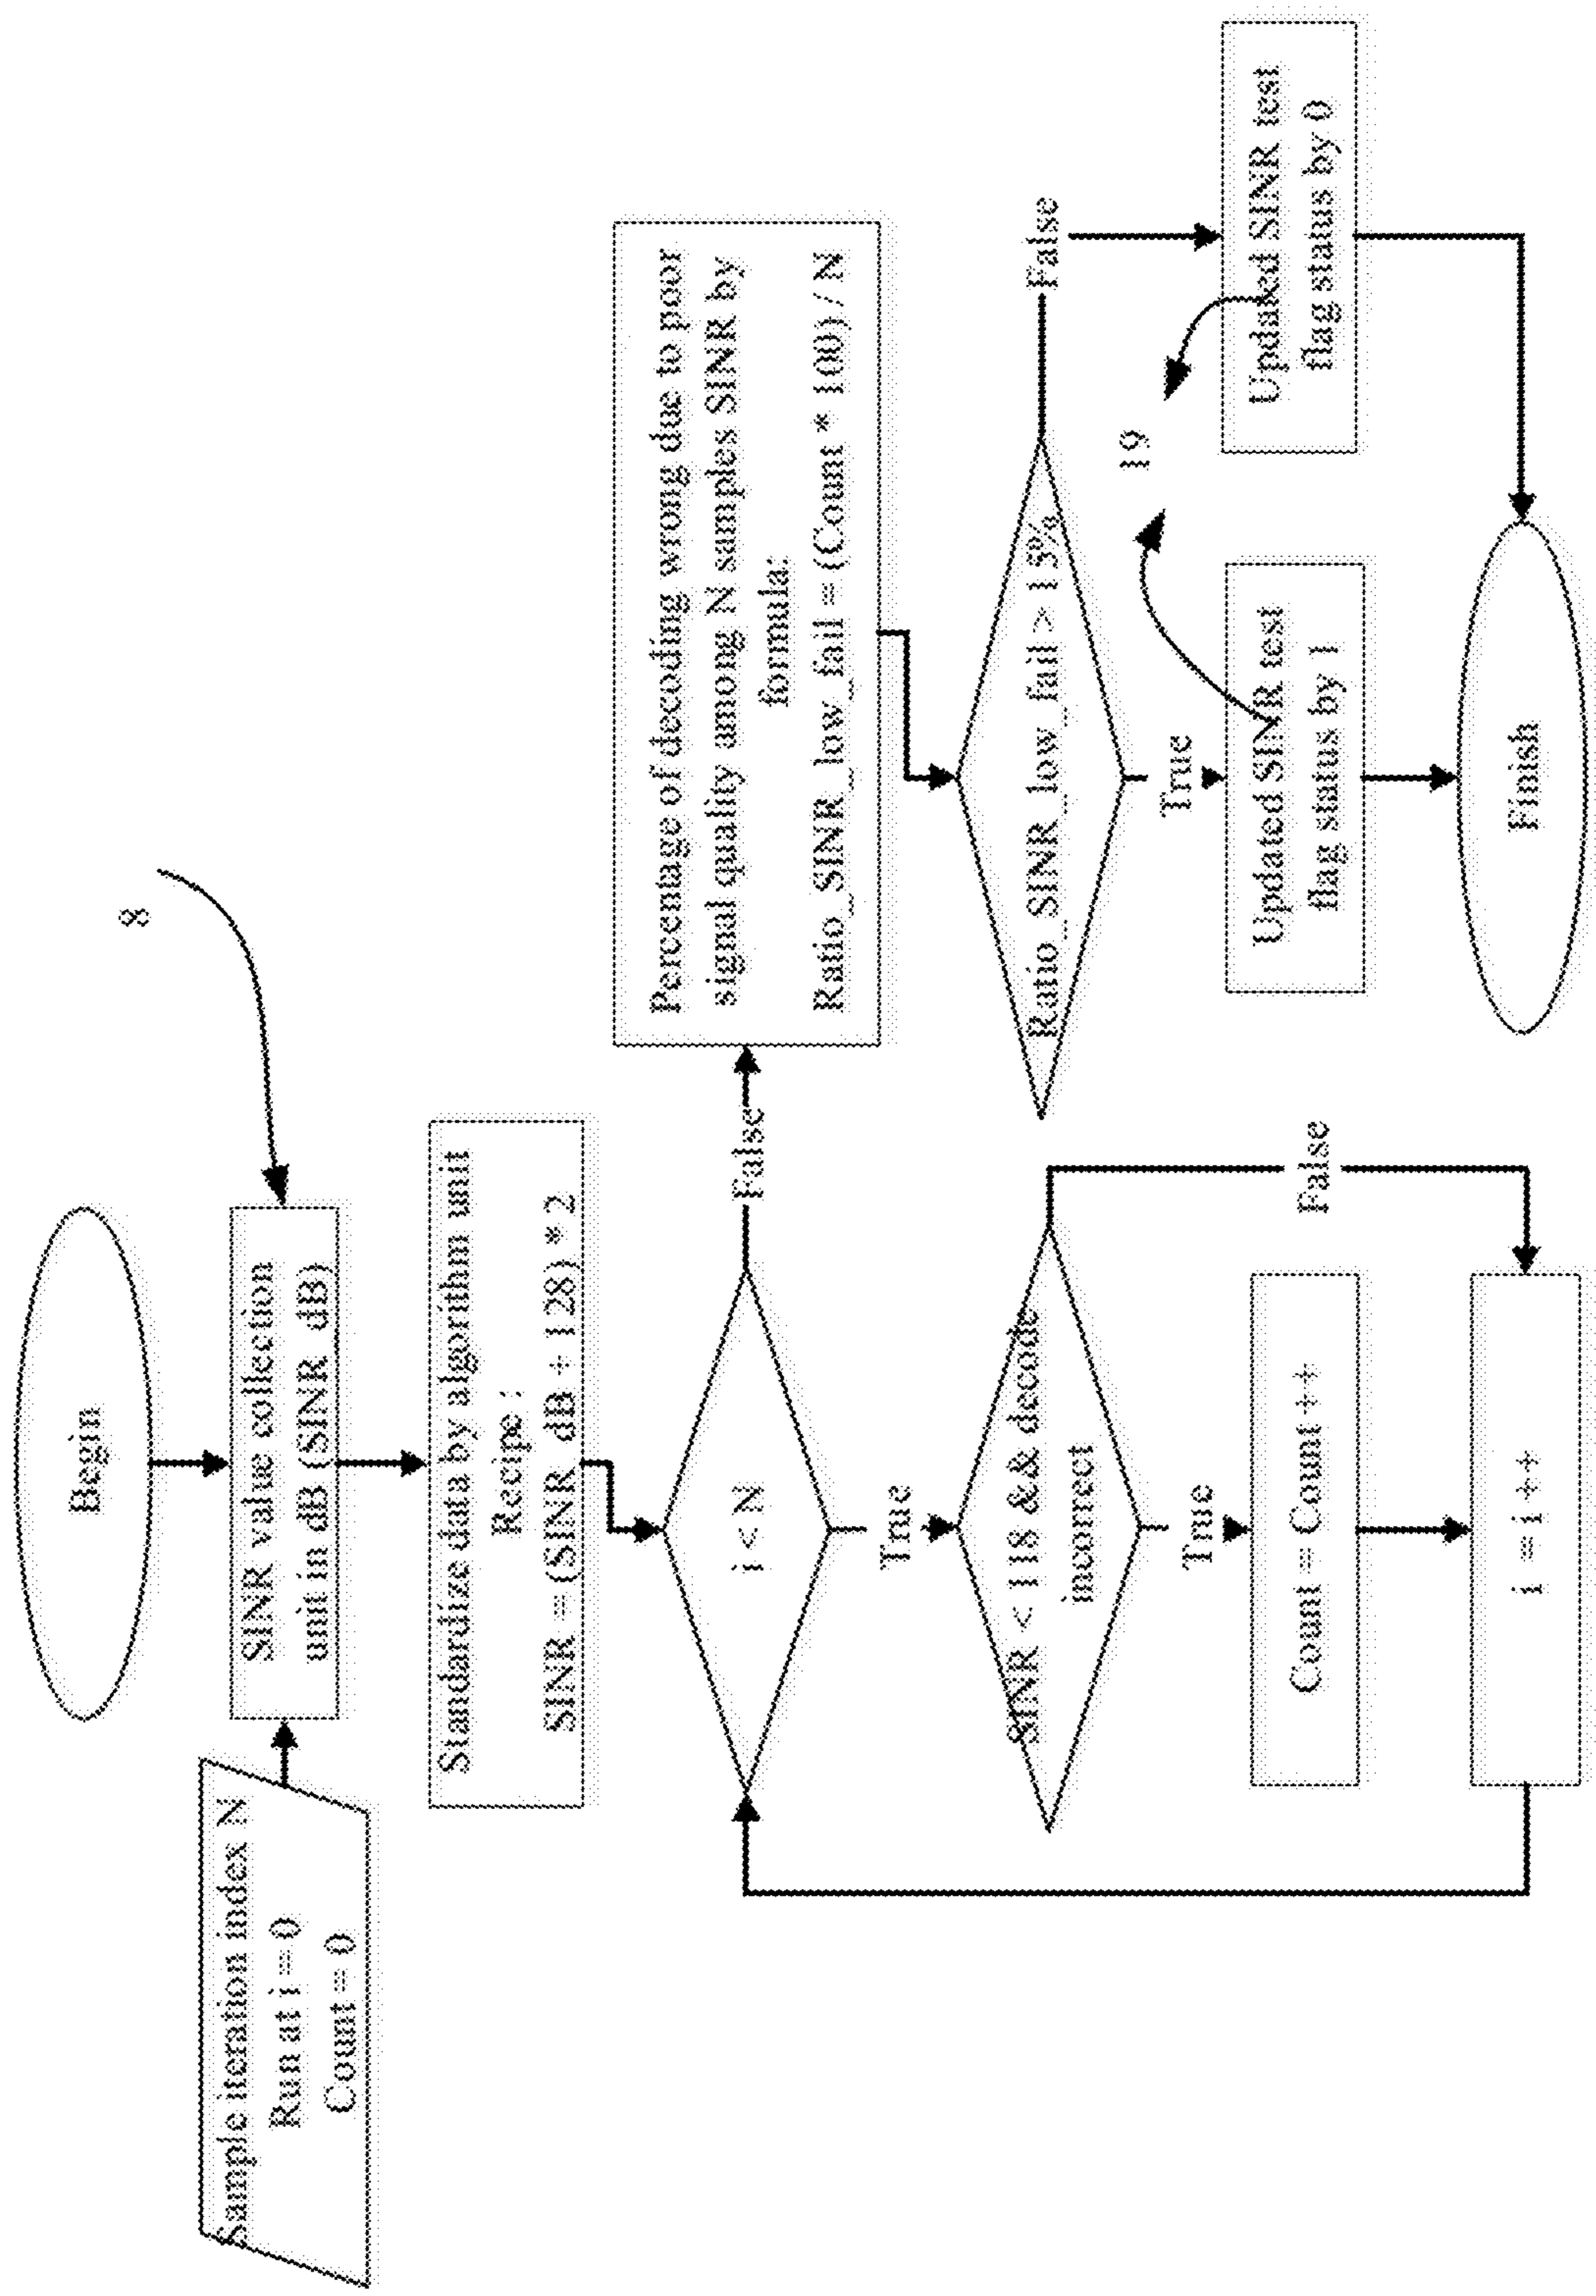 Begin
8
Sample iteration index N
Run at i = 0
Count = 0
SINR value collection
unit in dB (SINR_dB)
Standardize data by algorithm unit
Recipe :
SINR = (SINR_dB + 128) * 2
i < N
False
True
SINR < 118 && decode
incorrect
True
False
Count = Count ++
i = i ++
Percentage of decoding wrong due to poor
signal quality among N samples SINR by
formula:
Ratio_SINR_low_fail = (Count * 100) / N
Ratio_SINR_low_fail > 15%
False
True
19
Updated SINR test
flag status by 1
Updated SINR test
flag status by 0
Finish